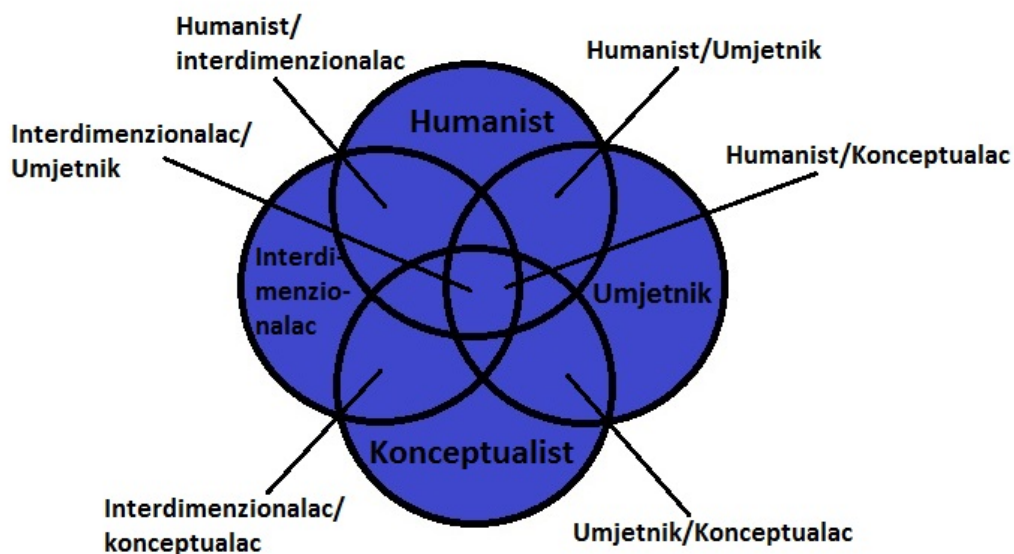 Humanist/
interdimenzionalac
Humanist/Umjetnik
Interdimenzionalac/
Umjetnik
Humanist
Humanist/Konceptualac
Interdi-
menzio-
nalac
Umjetnik
Konceptualist
Interdimenzionalac/
konceptualac
Umjetnik/Konceptualac